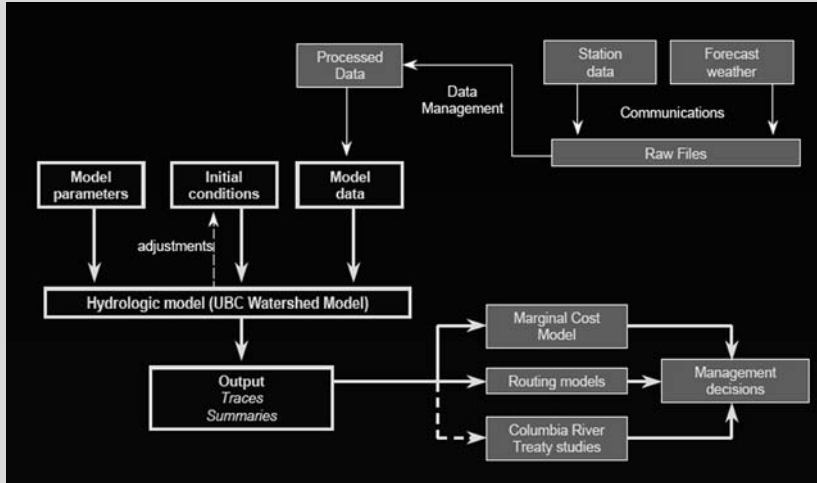 Processed
Data
Station
data
Forecast
weather
Data
Management
Communications
Raw Files
Model
parameters
Initial
conditions
Model
data
adjustments
Hydrologic model (UBC Watershed Model)
Output
Traces
Summaries
Marginal Cost
Model
Routing models
Columbia River
Treaty studies
Management
decisions